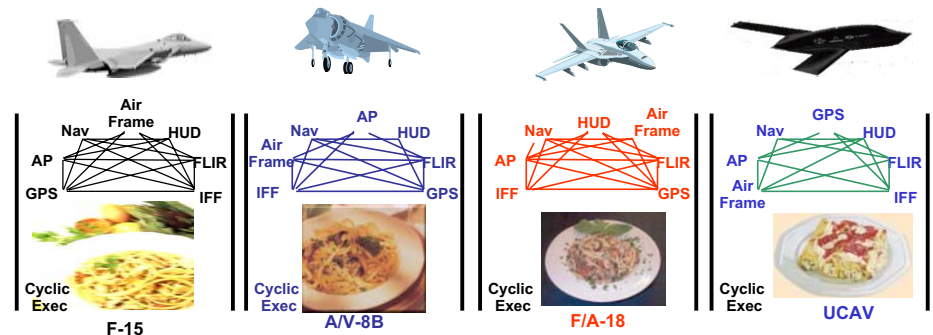 Air
Frame
Nav
HUD
AP
FLIR
GPS
IFF
Cyclic
Exec
F-15
AP
Nav
HUD
Air
Frame
FLIR
IFF
GPS
Cyclic
Exec
A/V-8B
HUD
Air
Frame
Nav
AP
FLIR
IFF
GPS
Cyclic
Exec
F/A-18
GPS
Nav
HUD
AP
FLIR
Air
Frame
IFF
Cyclic
Exec
UCAV